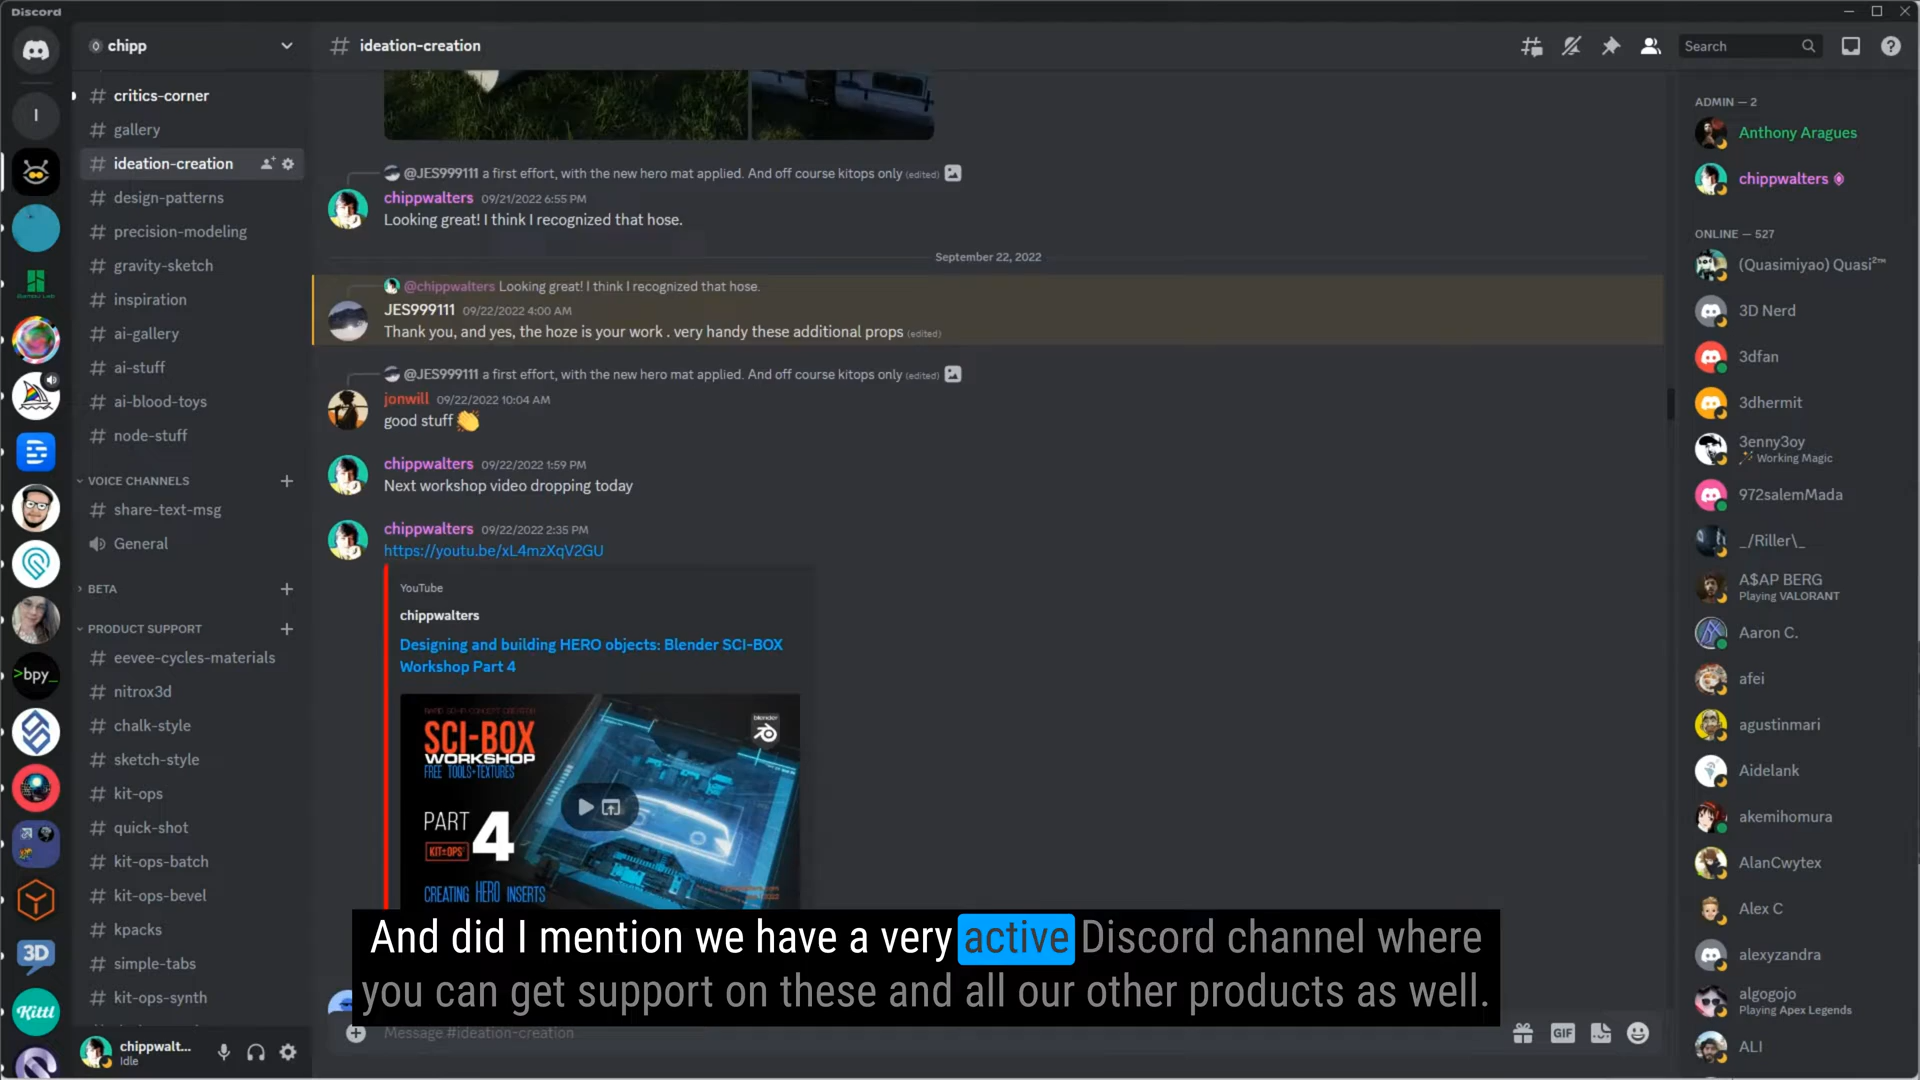 Discord
chipp
ideation-creation
Search
critics-corner
gallery
ideation-creation
design-patterns
precision-modeling
gravity-sketch
inspiration
ai-gallery
ai-stuff
ai-blood-toys
node-stuff
VOICE CHANNELS
share-text-msg
General
BETA
PRODUCT SUPPORT
eevee-cycles-materials
nitrox3d
chalk-style
sketch-style
kit-ops
quick-shot
kit-ops-batch
kit-ops-bevel
kpacks
simple-tabs
kit-ops-synth
I
>bpy_
3D
Kittl
chippwalt...
Idle
@JES999111 a first effort, with the new hero mat applied. And off course kitops only (edited)
chippwalters 09/21/2022 6:55 PM
Looking great! I think I recognized that hose.
September 22, 2022
@chippwalters Looking great! I think I recognized that hose.
JES999111 09/22/2022 4:00 AM
Thank you, and yes, the hoze is your work . very handy these additional props (edited)
@JES999111 a first effort, with the new hero mat applied. And off course kitops only (edited)
jonwill 09/22/2022 10:04 AM
good stuff
chippwalters 09/22/2022 1:59 PM
Next workshop video dropping today
chippwalters 09/22/2022 2:35 PM
https://youtu.be/xL4mzXqV2GU
YouTube
chippwalters
Designing and building HERO objects: Blender SCI-BOX
Workshop Part 4
SCI-BOX
WORKSHOP
FREE TOOLS+TEXTURES
blender
PART 4
KIT=OPS
CREATING HERO INSERTS
And did I mention we have a very active Discord channel where
you can get support on these and all our other products as well.
Message #ideation-creation
GIF
ADMIN — 2
Anthony Aragues
chippwalters
ONLINE — 527
(Quasimiyao) Quasi²™
3D Nerd
3dfan
3dhermit
3enny3oy
Working Magic
972salemMada
_/Riller\_
A$AP BERG
Playing VALORANT
Aaron C.
afei
agustinmari
Aidelank
akemihomura
AlanCwytex
Alex C
alexyzandra
algogojo
Playing Apex Legends
ALI